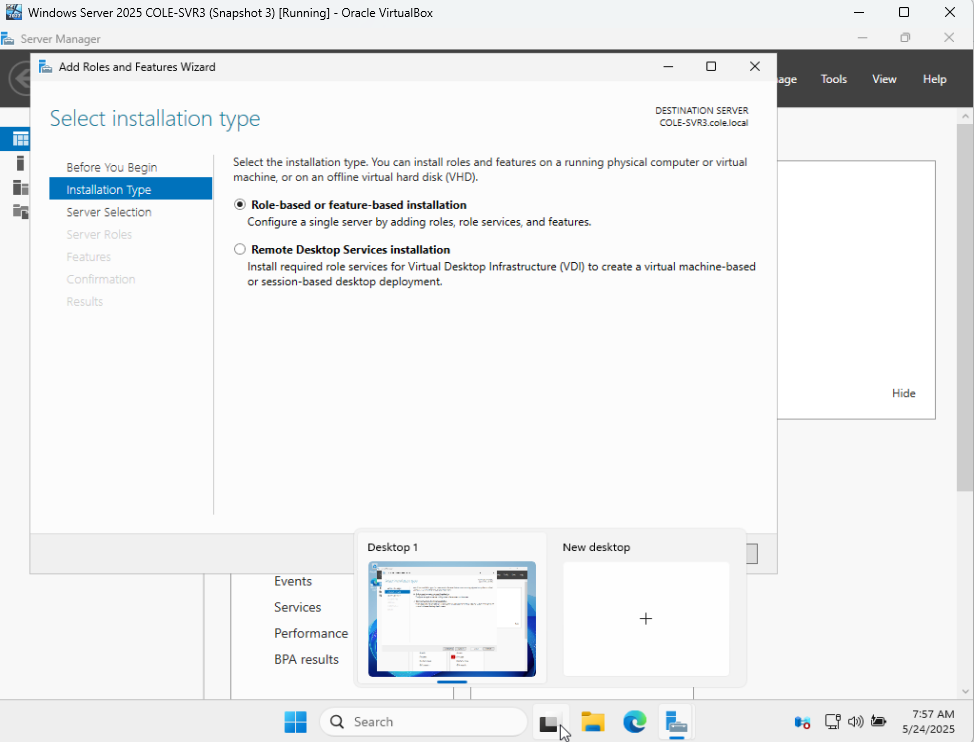 Windows Server 2025 COLE-SVR3 (Snapshot 3) [Running] - Oracle VirtualBox
Server Manager
Add Roles and Features Wizard
Tools
View
Help
Select installation type
DESTINATION SERVER
COLE-SVR3.cole.local
Before You Begin
Installation Type
Server Selection
Server Roles
Features
Confirmation
Results
Select the installation type. You can install roles and features on a running physical computer or virtual
machine, or on an offline virtual hard disk (VHD).
Role-based or feature-based installation
Configure a single server by adding roles, role services, and features.
Remote Desktop Services installation
Install required role services for Virtual Desktop Infrastructure (VDI) to create a virtual machine-based
or session-based desktop deployment.
Hide
Desktop 1
New desktop
Events
Services
Performance
BPA results
Search
7:57 AM
5/24/2025